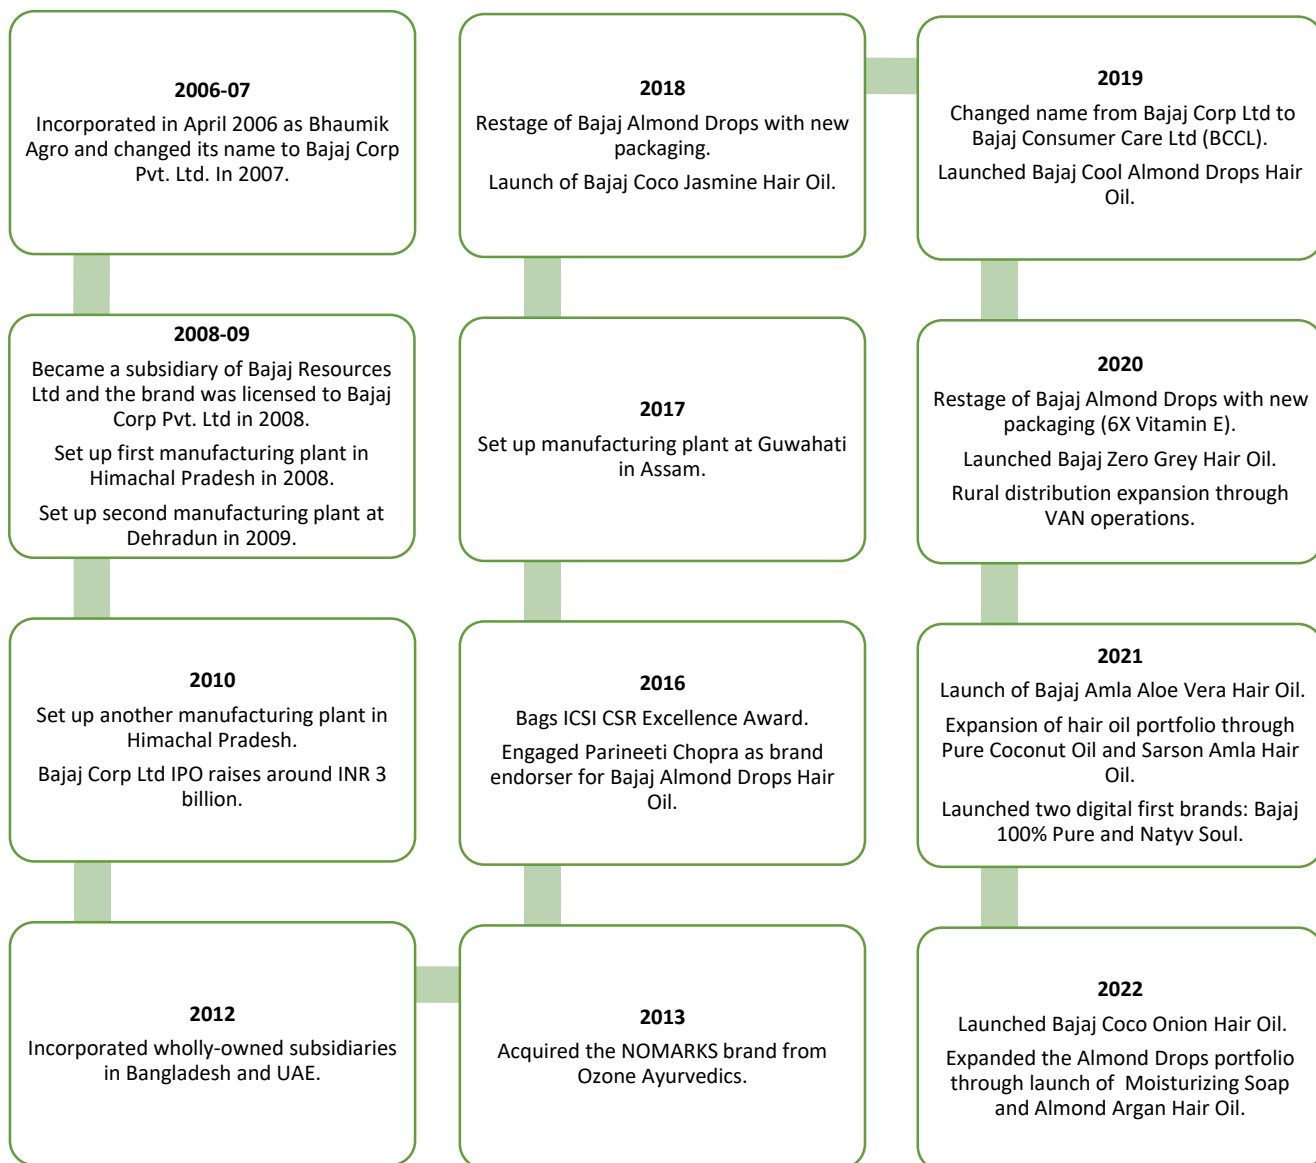 2006-07
Incorporated in April 2006 as Bhaumik
Agro and changed its name to Bajaj Corp
Pvt. Ltd. In 2007.
2008-09
Became a subsidiary of Bajaj Resources
Ltd and the brand was licensed to Bajaj
Corp Pvt. Ltd in 2008.
Set up first manufacturing plant in
Himachal Pradesh in 2008.
Set up second manufacturing plant at
Dehradun in 2009.
2010
Set up another manufacturing plant in
Himachal Pradesh.
Bajaj Corp Ltd IPO raises around INR 3
billion.
2012
Incorporated wholly-owned subsidiaries
in Bangladesh and UAE.
2013
Acquired the NOMARKS brand from
Ozone Ayurvedics.
2016
Bags ICSI CSR Excellence Award.
Engaged Parineeti Chopra as brand
endorser for Bajaj Almond Drops Hair
Oil.
2017
Set up manufacturing plant at Guwahati
in Assam.
2018
Restage of Bajaj Almond Drops with new
packaging.
Launch of Bajaj Coco Jasmine Hair Oil.
2019
Changed name from Bajaj Corp Ltd to
Bajaj Consumer Care Ltd (BCCL).
Launched Bajaj Cool Almond Drops Hair
Oil.
2020
Restage of Bajaj Almond Drops with new
packaging (6X Vitamin E).
Launched Bajaj Zero Grey Hair Oil.
Rural distribution expansion through
VAN operations.
2021
Launch of Bajaj Amla Aloe Vera Hair Oil.
Expansion of hair oil portfolio through
Pure Coconut Oil and Sarson Amla Hair
Oil.
Launched two digital first brands: Bajaj
100% Pure and Natyv Soul.
2022
Launched Bajaj Coco Onion Hair Oil.
Expanded the Almond Drops portfolio
through launch of  Moisturizing Soap
and Almond Argan Hair Oil.